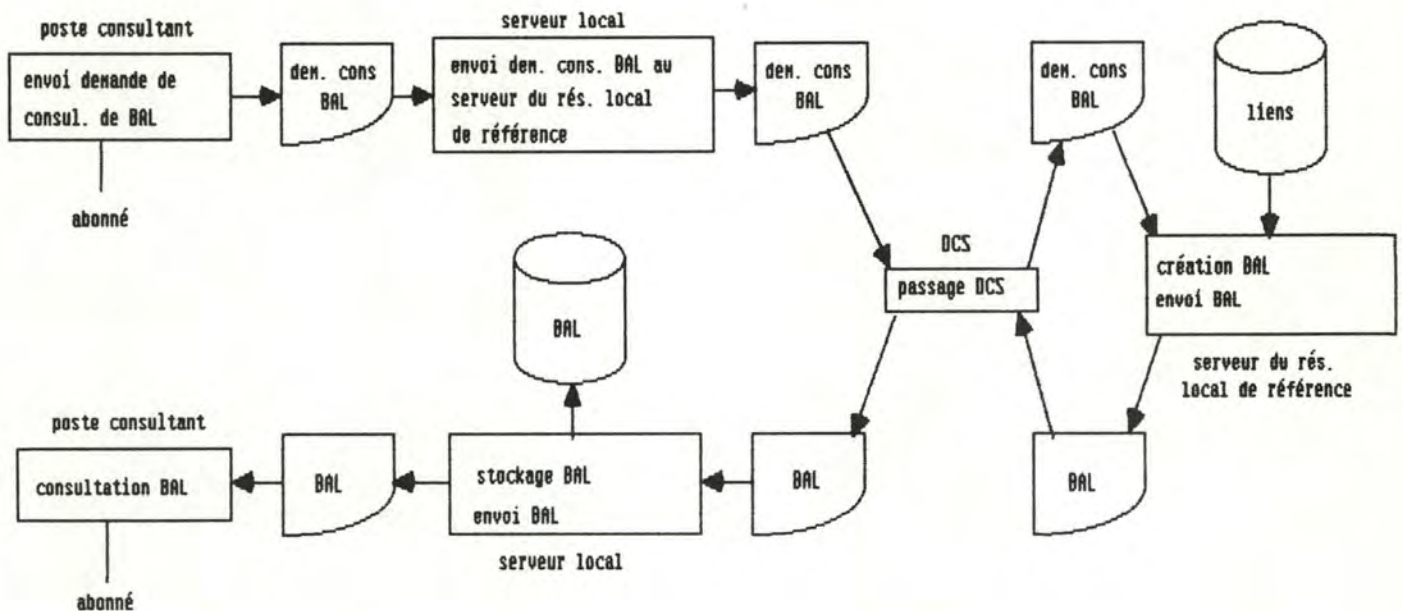 poste consultant
envoi demande de
consul. de BAL
abonné
dem. cons
BAL
serveur local
envoi dem. cons. BAL au
serveur du rés. local
de référence
dem. cons
BAL
dem. cons
BAL
liens
DCS
passage DCS
création BAL
envoi BAL
serveur du rés.
local de référence
BAL
poste consultant
consultation BAL
abonné
BAL
stockage BAL
envoi BAL
serveur local
BAL
BAL